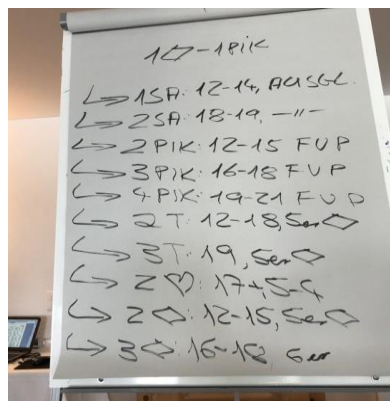 1♢-1PIK
↳ 1SA: 12-14, AUSGL.
↳ 2SA: 18-19, -"-
↳ 2PIK: 12-15 FUP
↳ 3PIK: 16-18 FUP
↳ 4PIK: 19-21 FUP
↳ 2T: 12-18, 5er♢
↳ 3T: 19, 5er♢
↳ 2♡: 17+, 5-4
↳ 2♢: 12-15, 5er♢
↳ 3♢: 16-18 6er